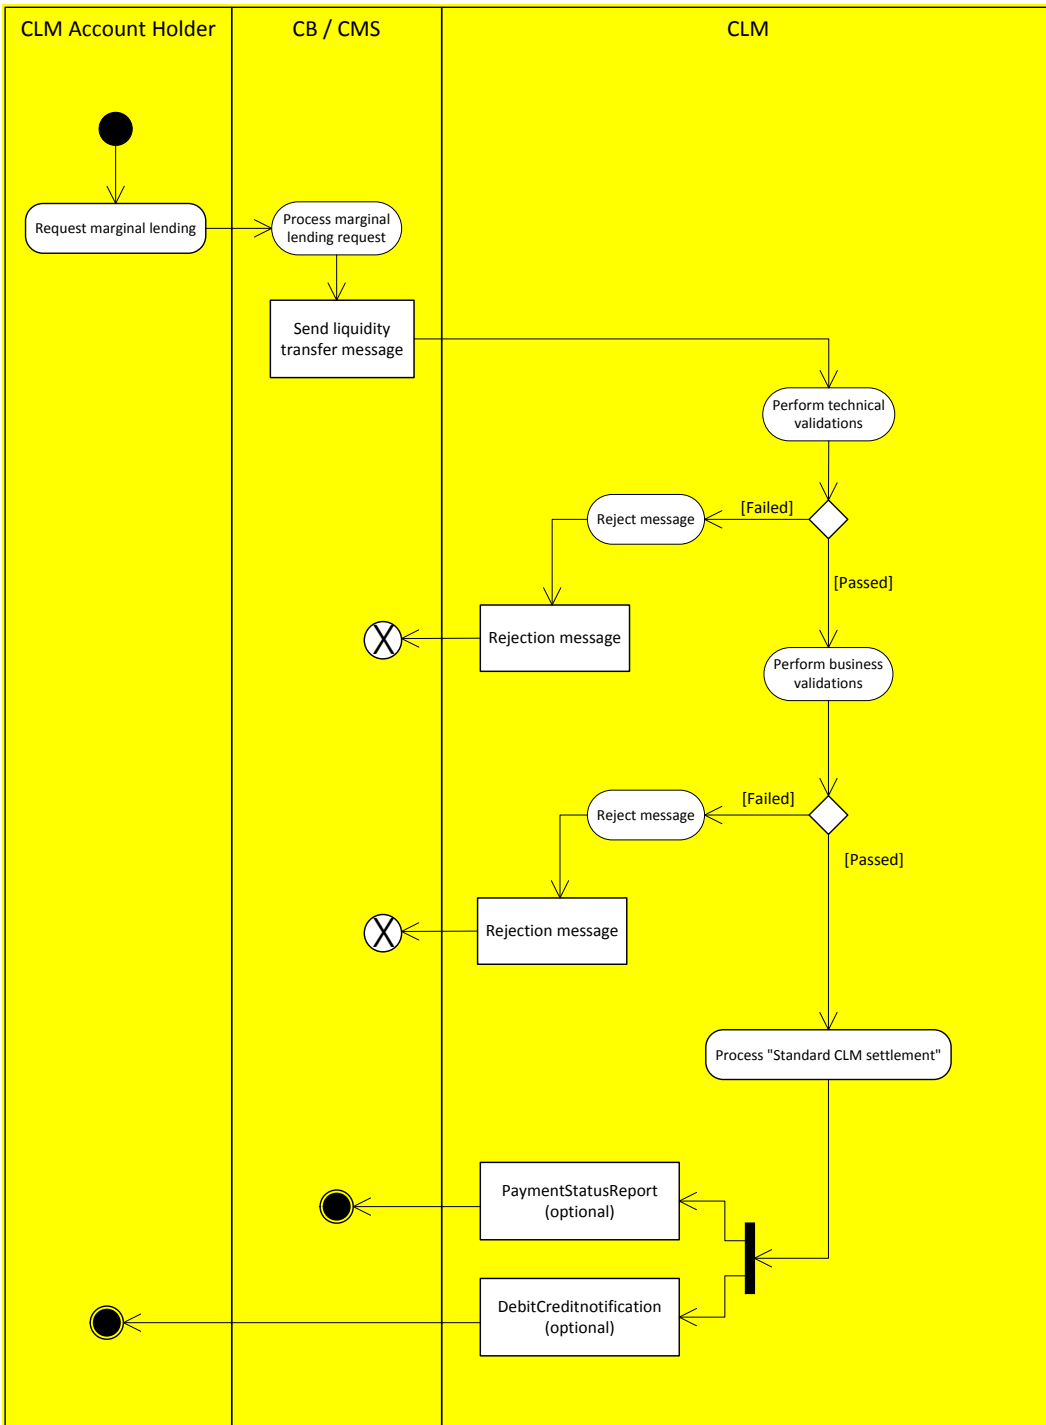 CLM Account Holder
CB / CMS
CLM
Request marginal lending
Process marginal
lending request
Send liquidity
transfer message
Perform technical
validations
[Failed]
Reject message
[Passed]
Rejection message
X
Perform business
validations
[Failed]
Reject message
[Passed]
Rejection message
X
Process "Standard CLM settlement"
PaymentStatusReport
(optional)
DebitCreditnotification
(optional)